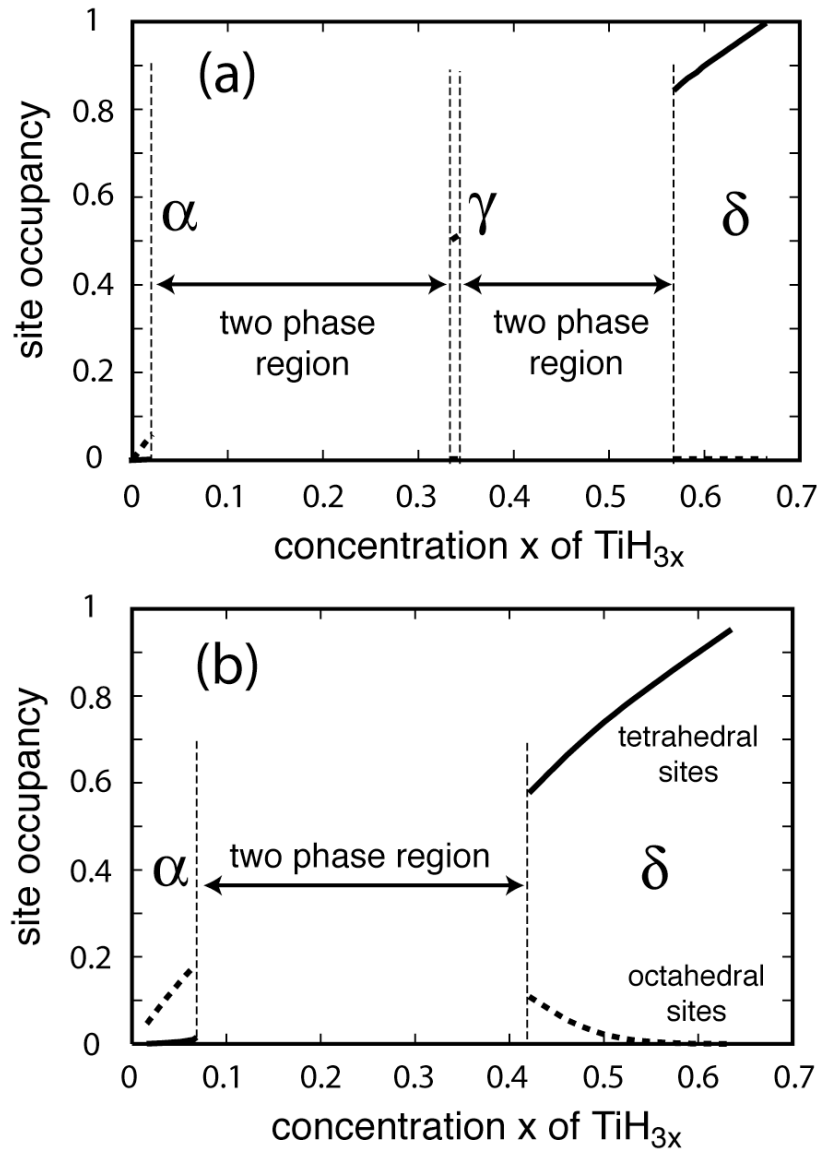 (a)
1
0.8
0.6
0.4
0.2
0
site occupancy
α
γ
δ
two phase
region
two phase
region
0 0.1 0.2 0.3 0.4 0.5 0.6 0.7
concentration x of TiH3x
(b)
1
0.8
0.6
0.4
0.2
0
site occupancy
tetrahedral
sites
α
two phase region
δ
octahedral
sites
0 0.1 0.2 0.3 0.4 0.5 0.6 0.7
concentration x of TiH3x